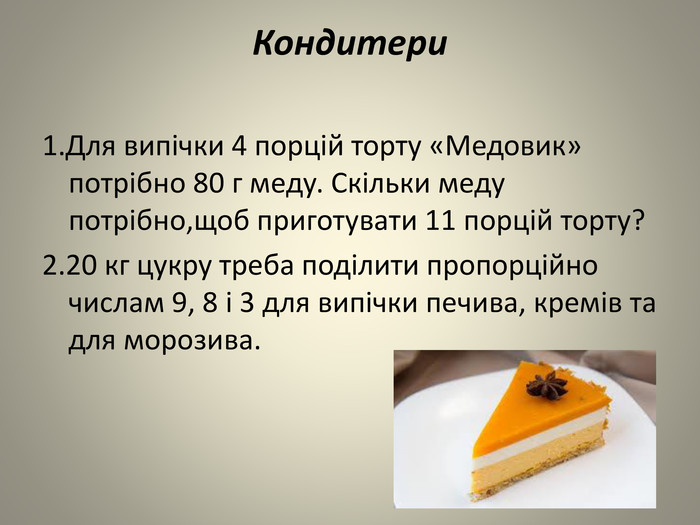 Кондитери
1.Для випічки 4 порцій торту «Медовик»
потрібно 80 г меду. Скільки меду
потрібно,щоб приготувати 11 порцій торту?
2.20 кг цукру треба поділити пропорційно
числам 9, 8 і 3 для випічки печива, кремів та
для морозива.